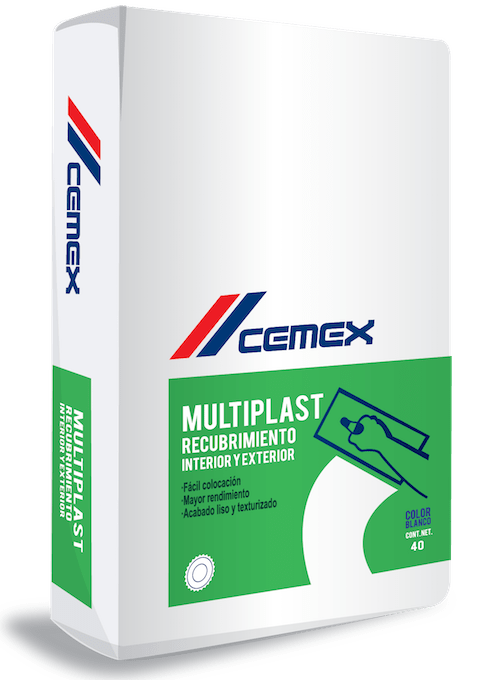 CEMEX
MULTIPLAST
RECUBRIMIENTO
INTERIOR Y EXTERIOR
CEMEX
MULTIPLAST
RECUBRIMIENTO
INTERIOR Y EXTERIOR
·Fácil colocación
·Mayor rendimiento
·Acabado liso y texturizado
COLOR
BLANCO
CONT. NET.
40